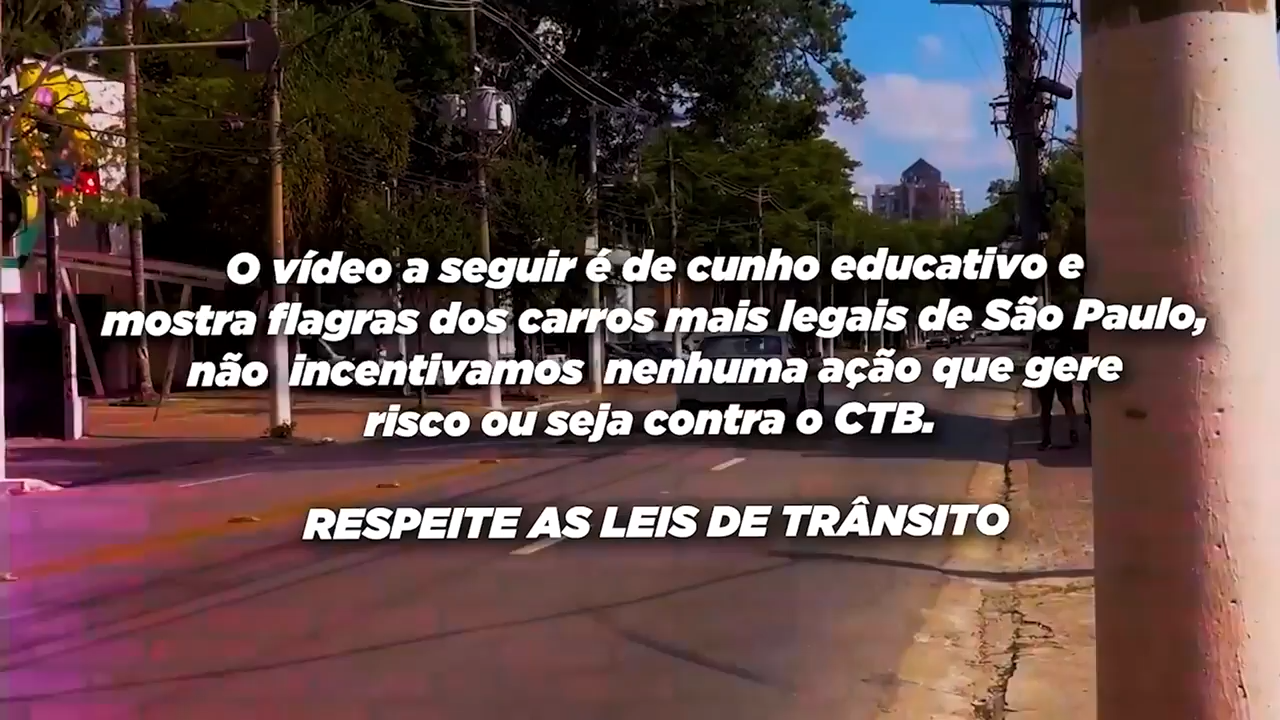 O vídeo a seguir é de cunho educativo e
mostra flagras dos carros mais legais de São Paulo,
não incentivamos nenhuma ação que gere
risco ou seja contra o CTB.
RESPEITE AS LEIS DE TRÂNSITO